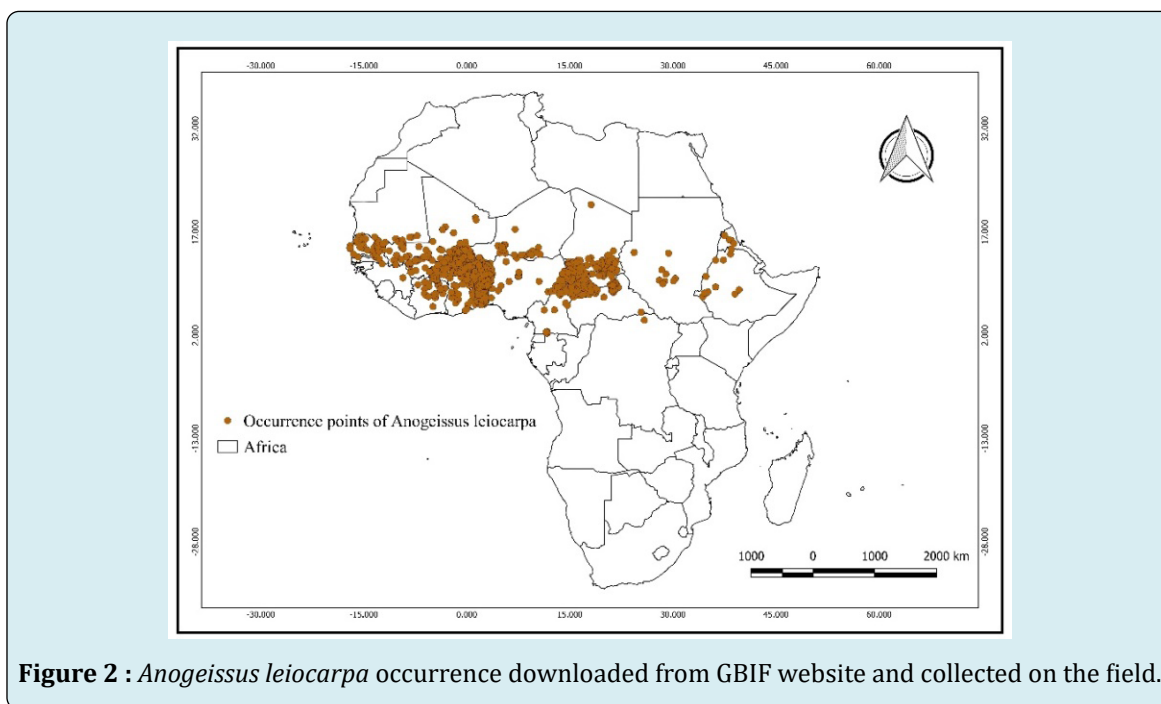 -30.000 -15.000 0.000 15.000 30.000 45.000 60.000
32.000 32.000
17.000 17.000
2.000 2.000
-13.000 -13.000
-28.000 -28.000
Occurrence points of Anogeissus leiocarpa
Africa
1000 0 1000 2000 km
-30.000 -15.000 0.000 15.000 30.000 45.000 60.000
Figure 2 : Anogeissus leiocarpa occurrence downloaded from GBIF website and collected on the field.